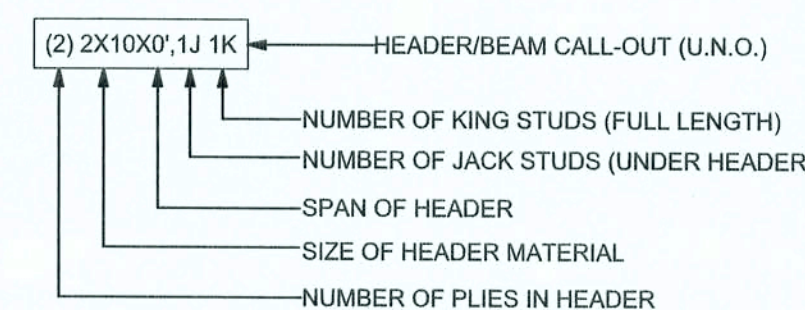 (2) 2X10X0',1J 1K
HEADER/BEAM CALL-OUT (U.N.O.)
NUMBER OF KING STUDS (FULL LENGTH)
NUMBER OF JACK STUDS (UNDER HEADER
SPAN OF HEADER
SIZE OF HEADER MATERIAL
NUMBER OF PLIES IN HEADER